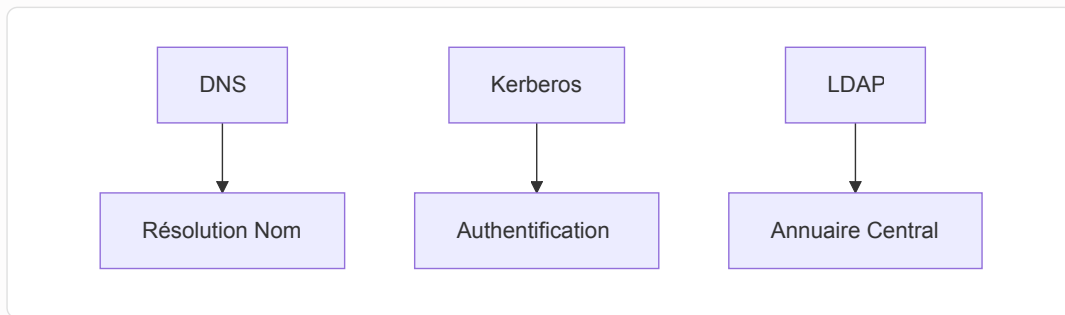 DNS
Kerberos
LDAP
Résolution Nom
Authentification
Annuaire Central